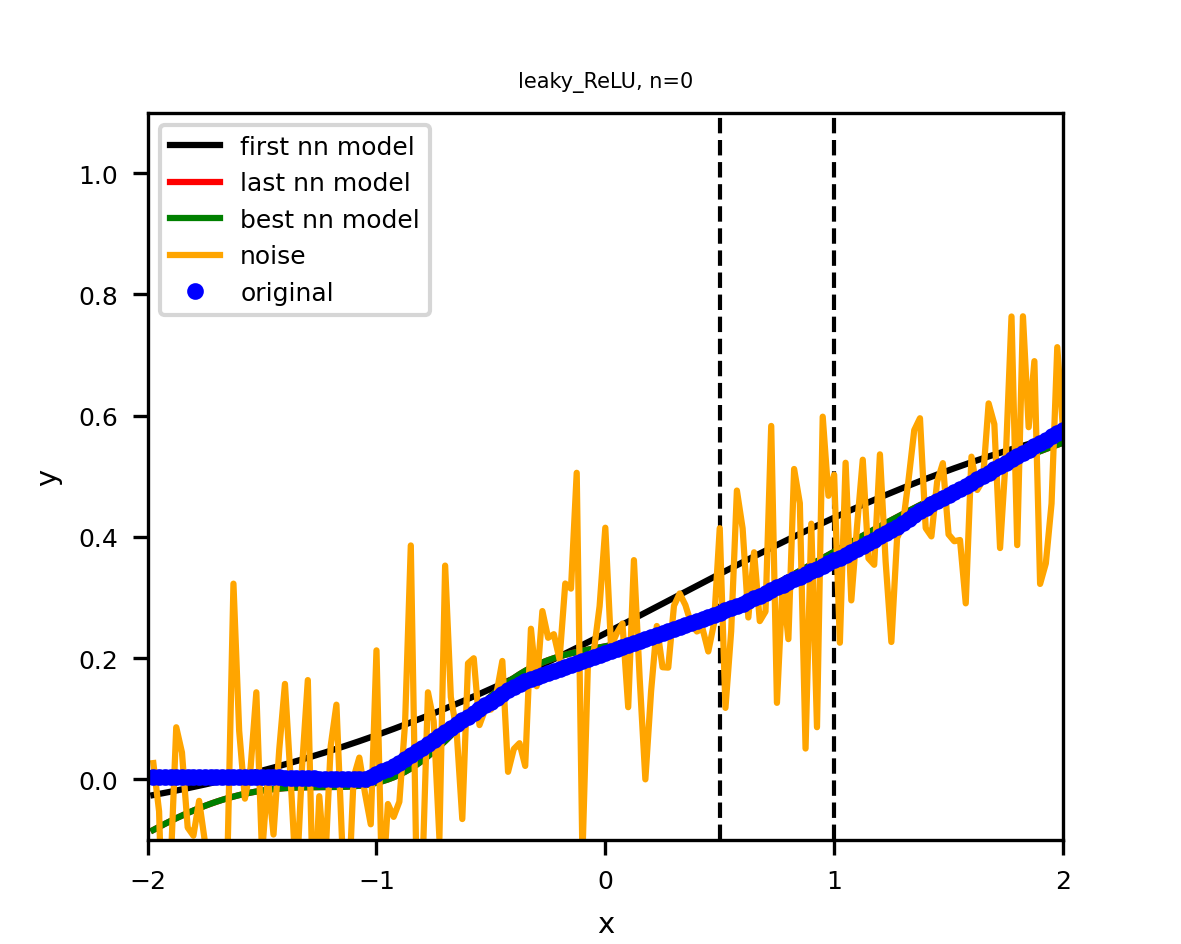 leaky_ReLU, n=0
first nn model
last nn model
best nn model
noise
original
y
1.0
0.8
0.6
0.4
0.2
0.0
−2
−1
0
1
2
x